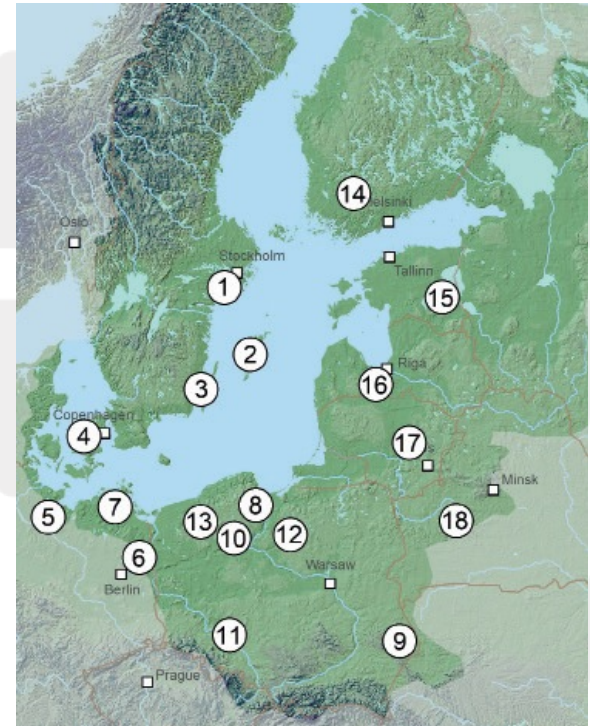 14
Oslo
elsinki
Stockholm
Tallinn
1
15
2
Riga
16
3
Copenhagen
4
17
Minsk
7
8
5
13
18
10
12
6
Warsaw
Berlin
11
9
Prague